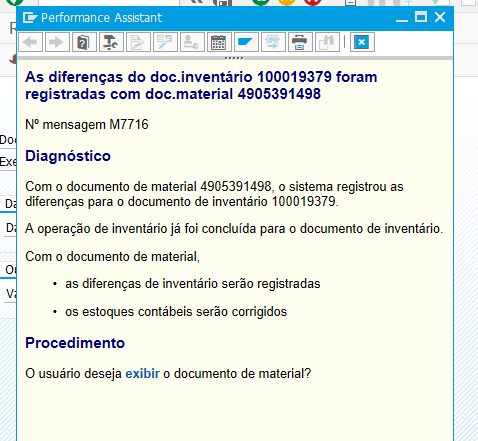 Performance Assistant
As diferenças do doc.inventário 100019379 foram
registradas com doc.material 4905391498
Nº mensagem M7716
Diagnóstico
Com o documento de material 4905391498, o sistema registrou as
diferenças para o documento de inventário 100019379.
A operação de inventário já foi concluída para o documento de inventário.
Com o documento de material,
• as diferenças de inventário serão registradas
• os estoques contábeis serão corrigidos
Procedimento
O usuário deseja exibir o documento de material?